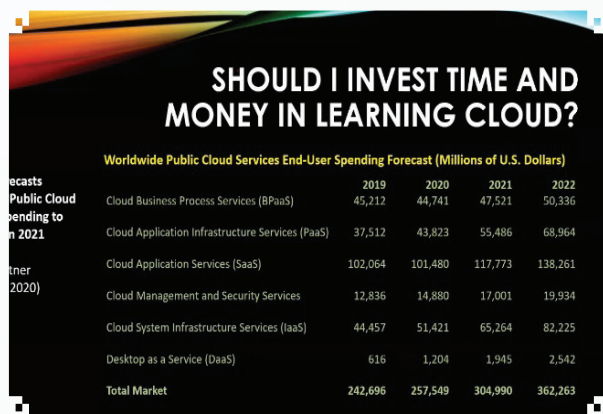 SHOULD I INVEST TIME AND
MONEY IN LEARNING CLOUD?
Worldwide Public Cloud Services End-User Spending Forecast (Millions of U.S. Dollars)
ecasts
Public Cloud
pending to
n 2021
tner
2020)
2019 2020 2021 2022
Cloud Business Process Services (BPaaS) 45,212 44,741 47,521 50,336
Cloud Application Infrastructure Services (PaaS) 37,512 43,823 55,486 68,964
Cloud Application Services (SaaS) 102,064 101,480 117,773 138,261
Cloud Management and Security Services 12,836 14,880 17,001 19,934
Cloud System Infrastructure Services (IaaS) 44,457 51,421 65,264 82,225
Desktop as a Service (DaaS) 616 1,204 1,945 2,542
Total Market 242,696 257,549 304,990 362,263